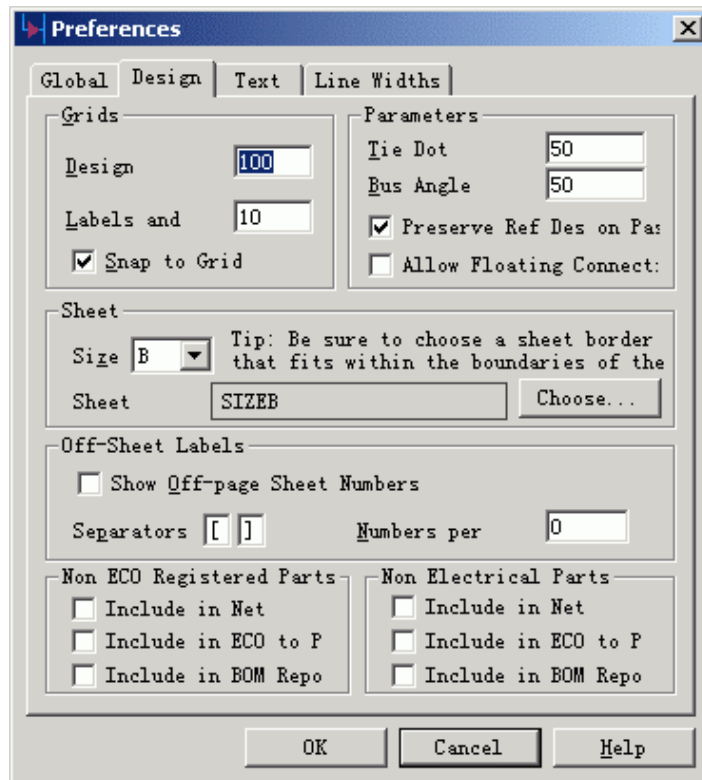 Preferences
Global Design Text Line Widths
Grids
Design 100
Labels and 10
Snap to Grid
Parameters
Tie Dot 50
Bus Angle 50
Preserve Ref Des on Pas
Allow Floating Connect:
Sheet
Size B
Tip: Be sure to choose a sheet border
that fits within the boundaries of the
Sheet SIZEB Choose...
Off-Sheet Labels
Show Off-page Sheet Numbers
Separators [ ] Numbers per 0
Non ECO Registered Parts
Include in Net
Include in ECO to P
Include in BOM Repo
Non Electrical Parts
Include in Net
Include in ECO to P
Include in BOM Repo
OK Cancel Help